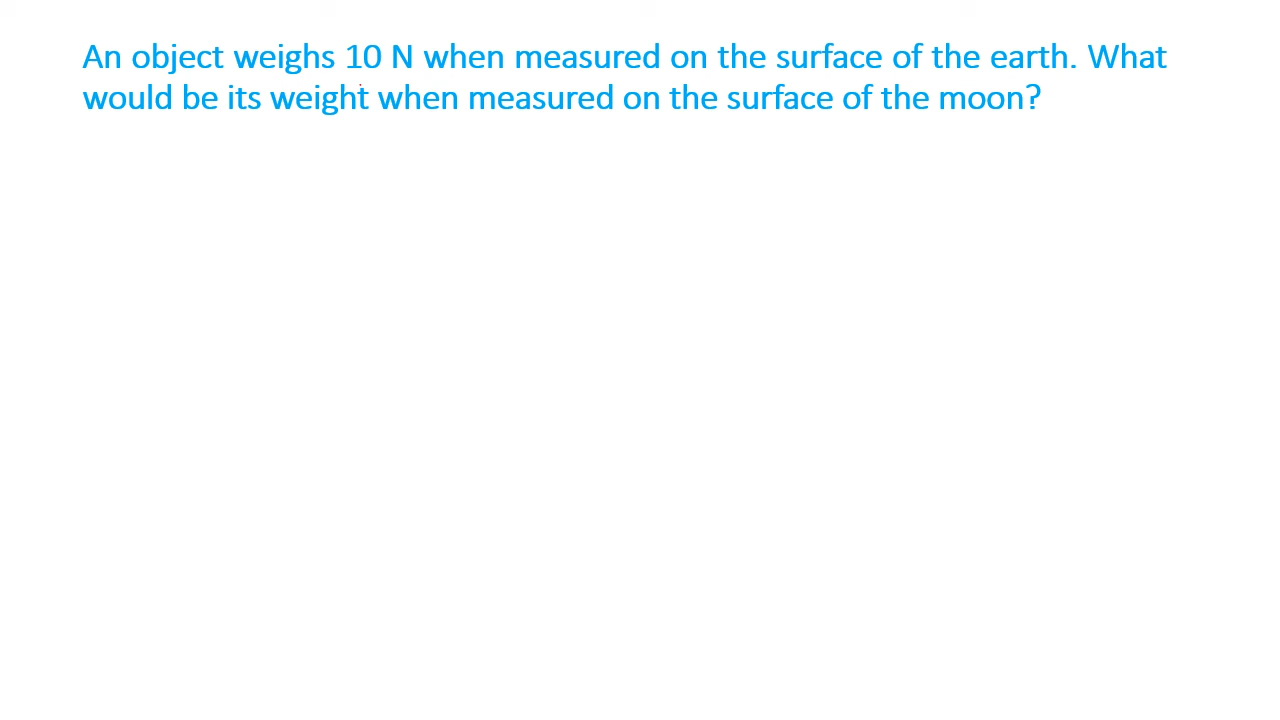 An object weighs 10 N when measured on the surface of the earth. What
would be its weight when measured on the surface of the moon?